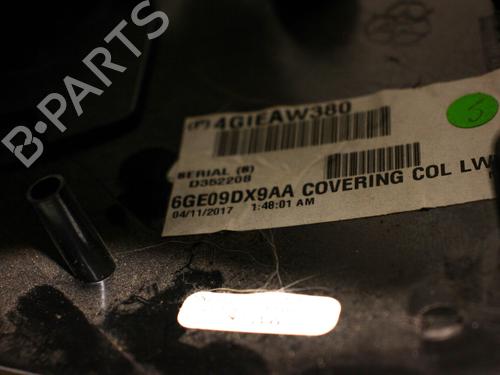 B-PARTS
(P) 4GIEAW380
5
SERIAL (S)
D352208
6GE09DX9AA COVERING COL LW
04/11/2017 1:48:01 AM